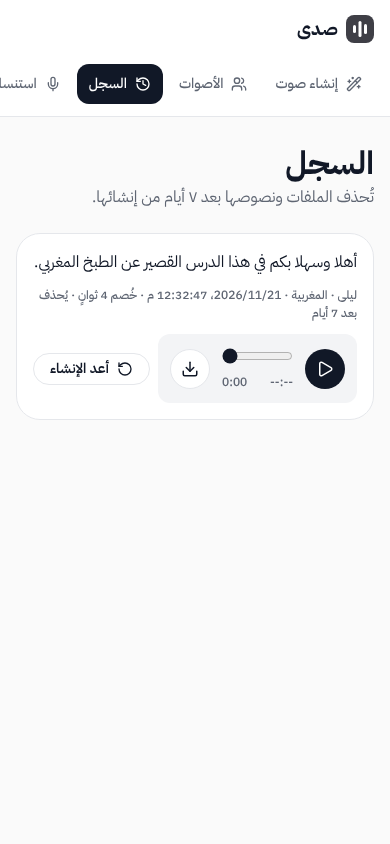 صدى
إنشاء صوت
الأصوات
السجل
استنسا
السجل
تُحذف الملفات ونصوصها بعد ٧ أيام من إنشائها.
أهلا وسهلا بكم في هذا الدرس القصير عن الطبخ المغربي.
ليلى · المغربية · 2026/11/21، 12:32:47 م · خُصم 4 ثوانٍ · يُحذف
بعد 7 أيام
0:00
--:--
أعد الإنشاء